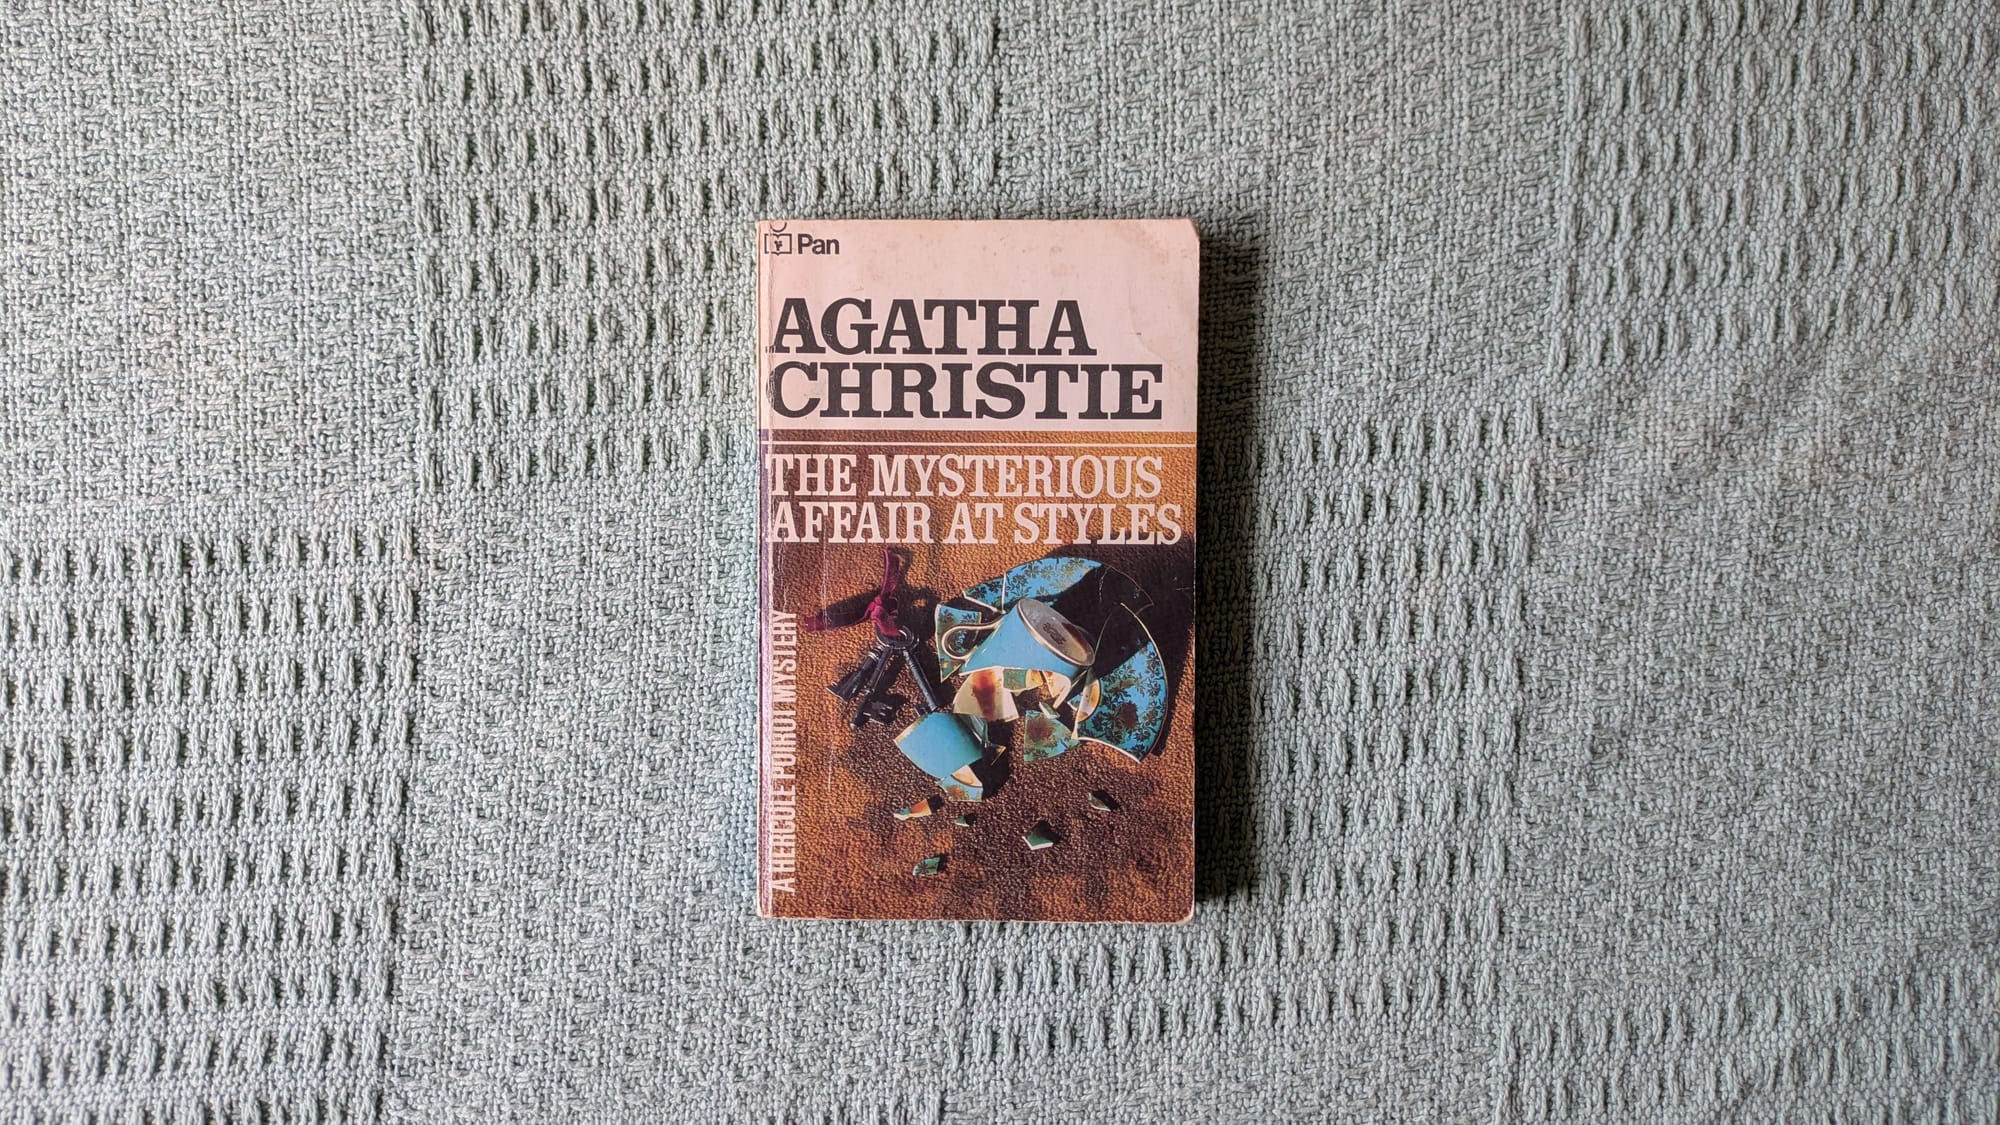 Pan
AGATHA
CHRISTIE
THE MYSTERIOUS
AFFAIR AT STYLES
A HERCULE POIROT MYSTERY